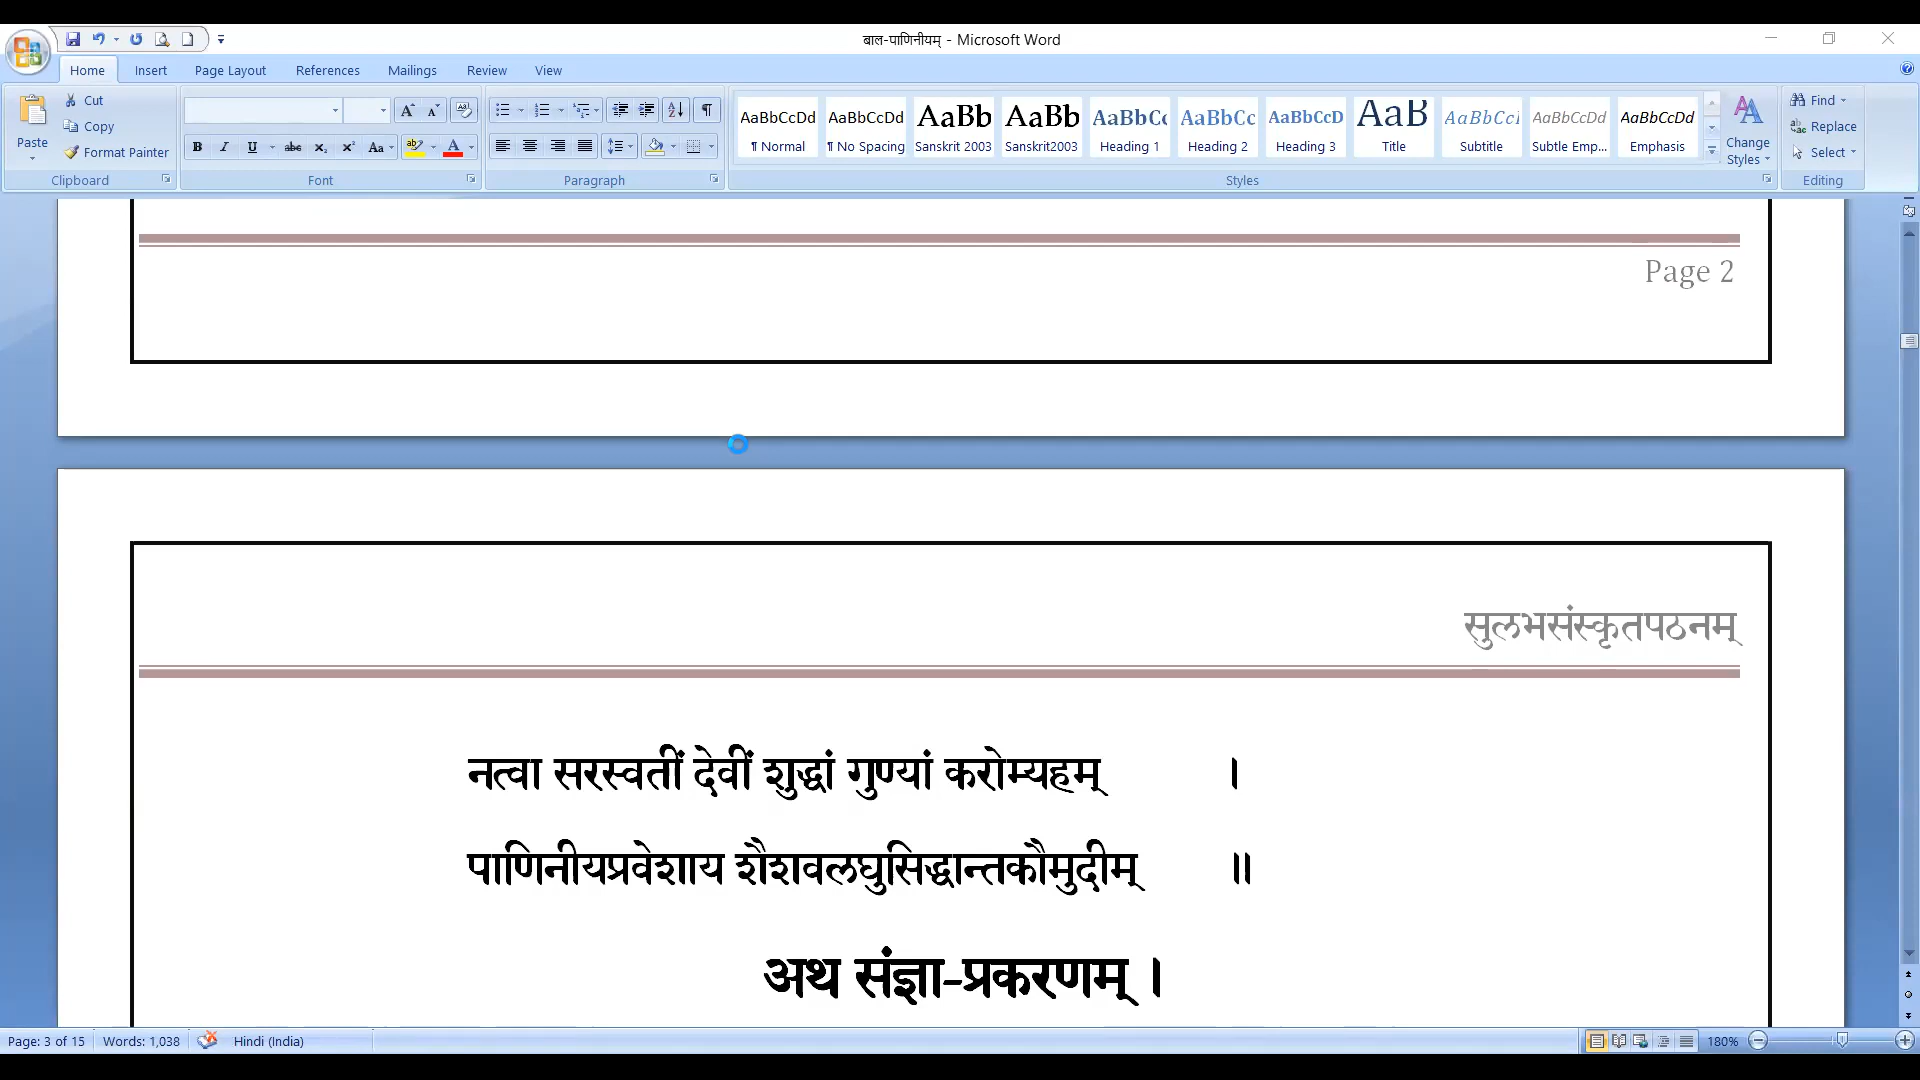 बाल-पाणिनीयम् - Microsoft Word
Home Insert Page Layout References Mailings Review View
Paste
Cut
Copy
Format Painter
Clipboard
Font
Paragraph
AaBbCcDd AaBbCcDd AaBb AaBb AaBbCc AaBbCc AaBbCcD AaB AaBbCcI AaBbCcDd AaBbCcDd
¶ Normal ¶ No Spacing Sanskrit 2003 Sanskrit2003 Heading 1 Heading 2 Heading 3 Title Subtitle Subtle Emp... Emphasis
Change Styles
Styles
Find
Replace
Select
Editing
Page 2
सुलभसंस्कृतपठनम्
नत्वा सरस्वतीं देवीं शुद्धां गुण्यां करोम्यहम् ।
पाणिनीयप्रवेशाय शैशवलघुसिद्धान्तकौमुदीम् ॥
अथ संज्ञा-प्रकरणम् ।
Page: 3 of 15 Words: 1,038 Hindi (India) 180%